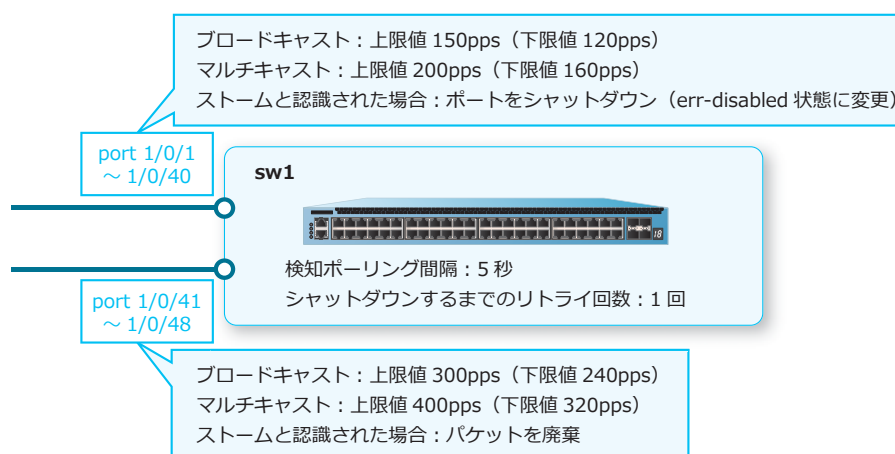 ブロードキャスト：上限値 150pps（下限値 120pps）
マルチキャスト：上限値 200pps（下限値 160pps）
ストームと認識された場合：ポートをシャットダウン（err-disabled 状態に変更）
port 1/0/1
～ 1/0/40
sw1
18
検知ポーリング間隔：5 秒
シャットダウンするまでのリトライ回数：1 回
port 1/0/41
～ 1/0/48
ブロードキャスト：上限値 300pps（下限値 240pps）
マルチキャスト：上限値 400pps（下限値 320pps）
ストームと認識された場合：パケットを廃棄